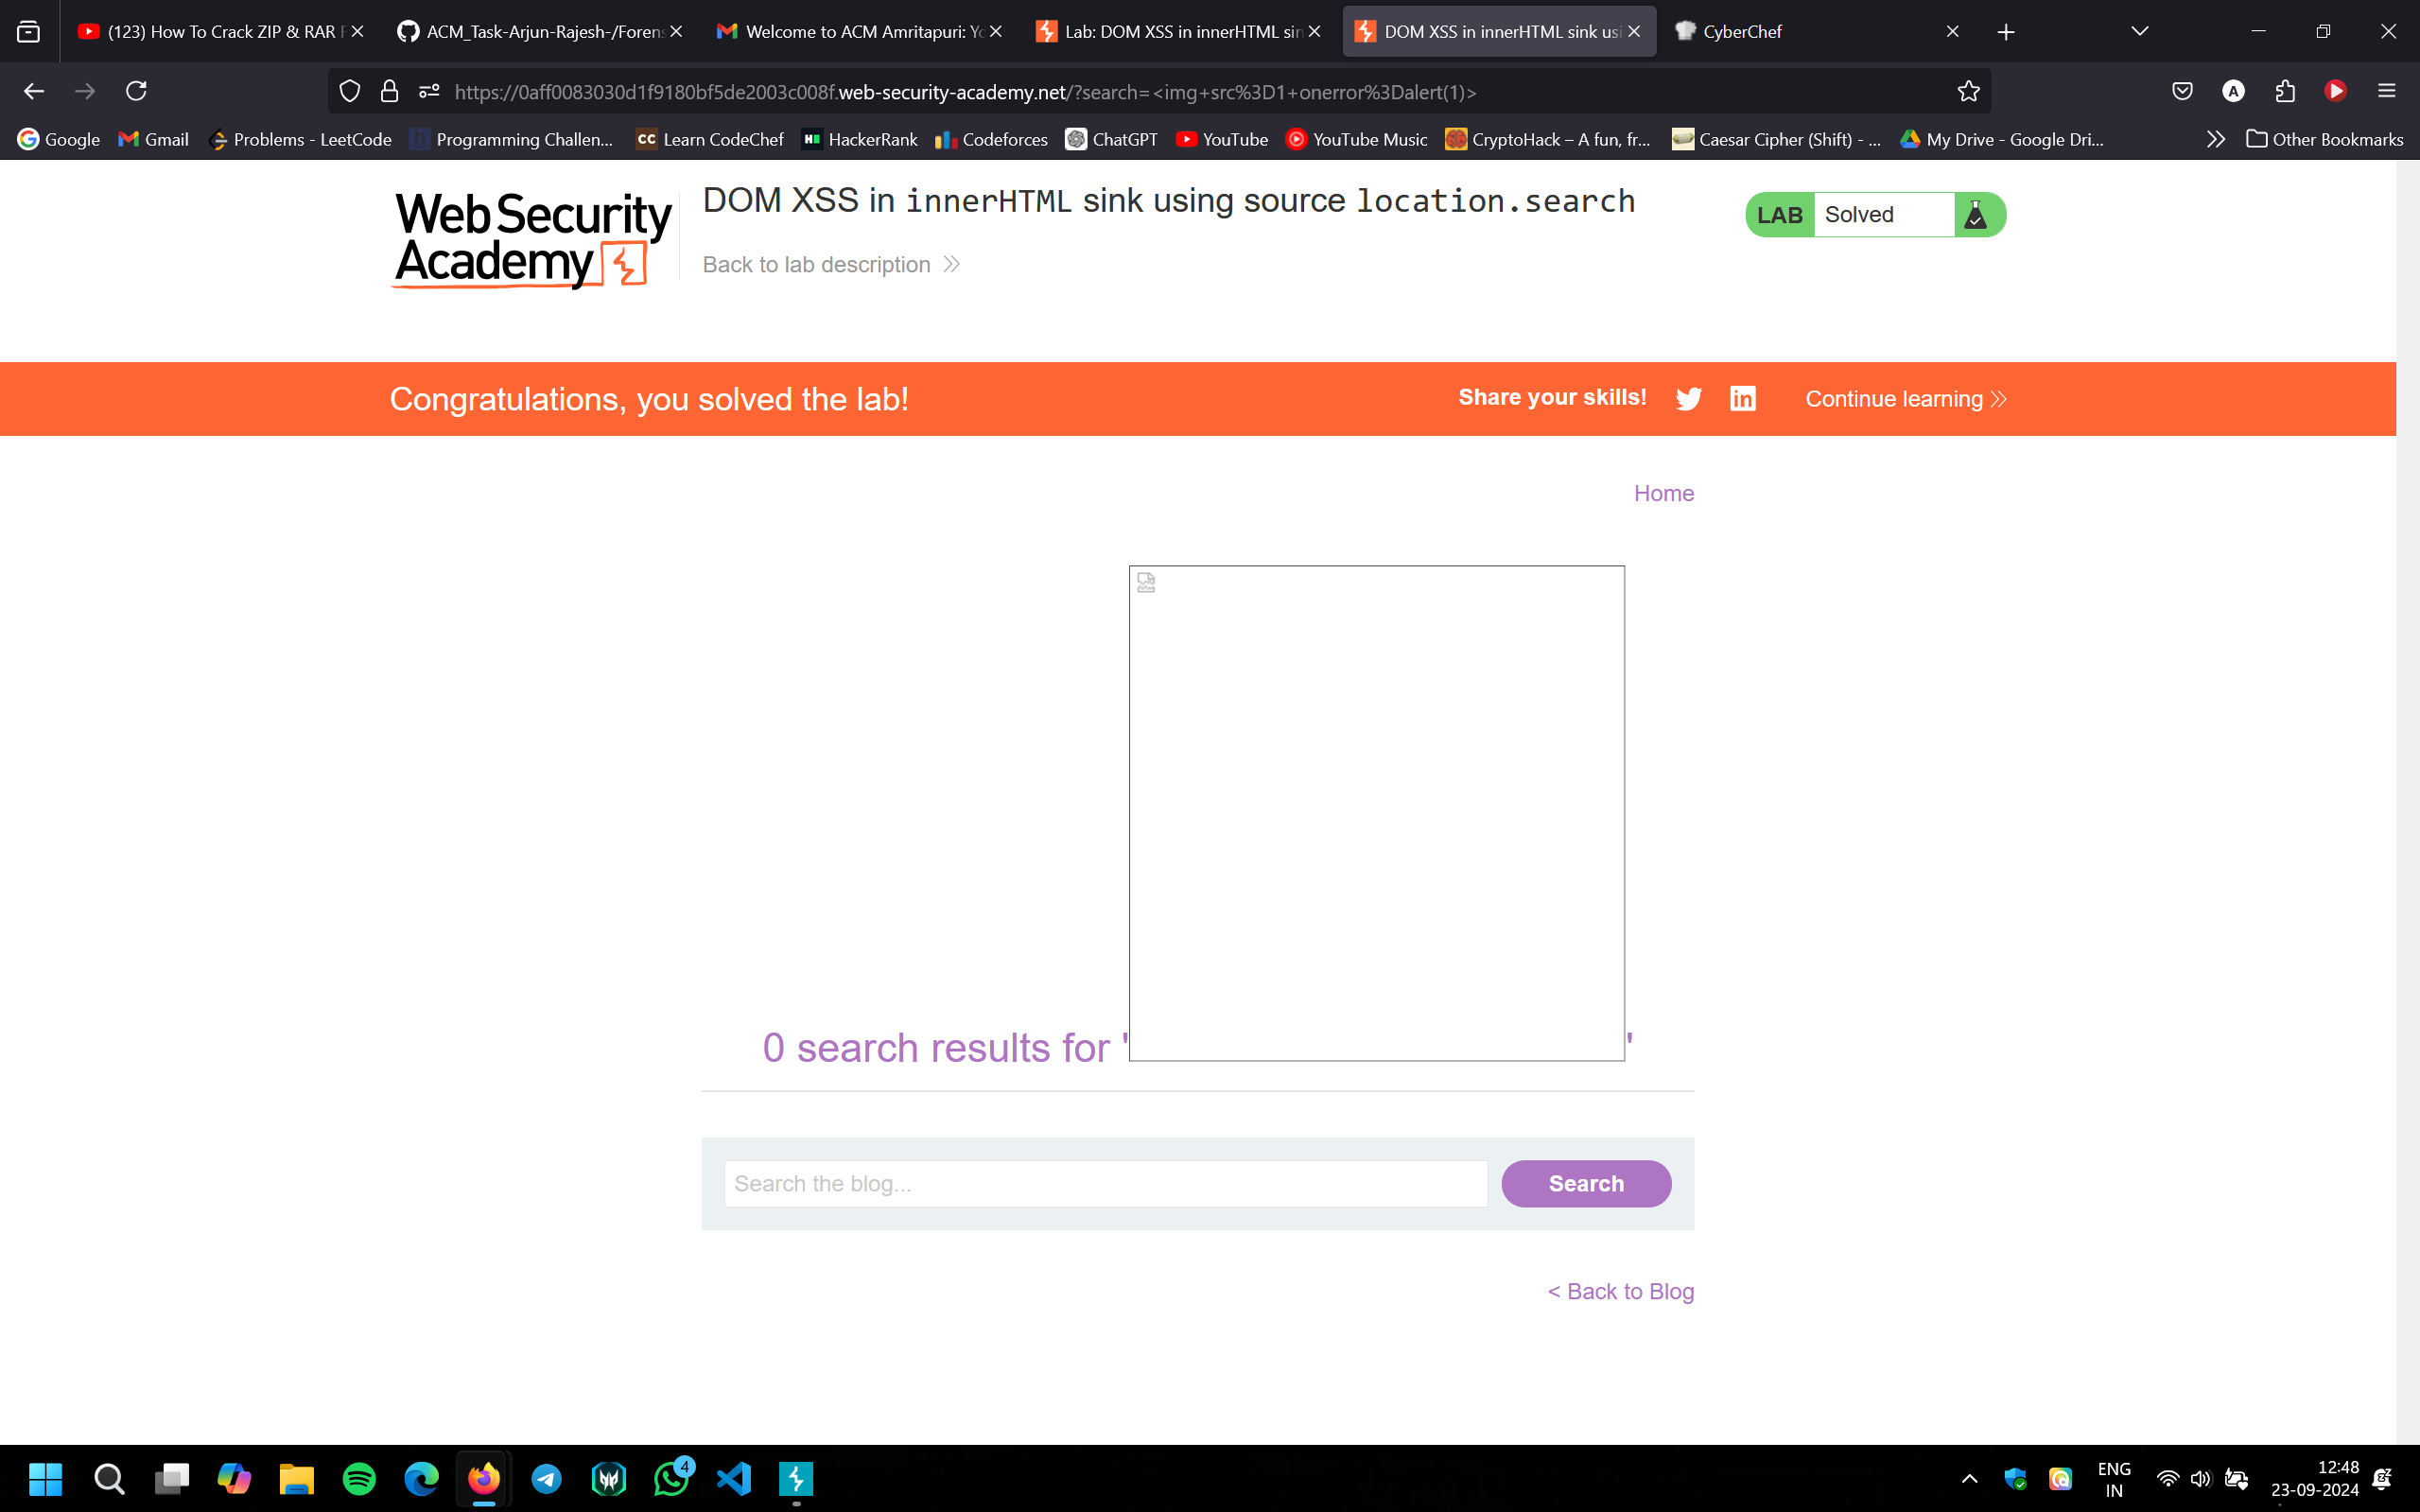 (123) How To Crack ZIP & RAR F
ACM_Task-Arjun-Rajesh-/Forens
Welcome to ACM Amritapuri: Yo
Lab: DOM XSS in innerHTML sin
DOM XSS in innerHTML sink usi
CyberChef
https://0aff0083030d1f9180bf5de2003c008f.web-security-academy.net/?search=<img+src%3D1+onerror%3Dalert(1)>
A
Google
Gmail
Problems - LeetCode
h Programming Challen...
CC Learn CodeChef
H HackerRank
Codeforces
ChatGPT
YouTube
YouTube Music
CryptoHack – A fun, fr...
Caesar Cipher (Shift) - ...
My Drive - Google Dri...
Other Bookmarks
Web Security
Academy
DOM XSS in innerHTML sink using source location.search
Back to lab description
LAB Solved
Congratulations, you solved the lab!
Share your skills!
in
Continue learning
Home
0 search results for ' '
Search the blog...
Search
< Back to Blog
4
ENG
IN
12:48
23-09-2024